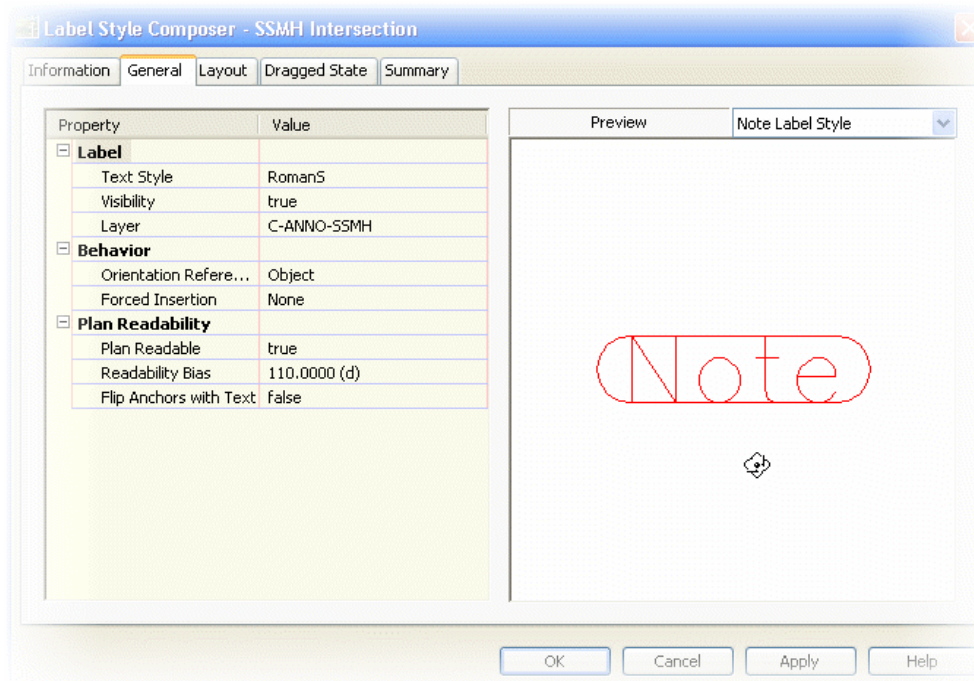 Label Style Composer - SSMH Intersection
Information General Layout Dragged State Summary
Property Value
Label
Text Style RomanS
Visibility true
Layer C-ANNO-SSMH
Behavior
Orientation Refere... Object
Forced Insertion None
Plan Readability
Plan Readable true
Readability Bias 110.0000 (d)
Flip Anchors with Text false
Preview Note Label Style
Note
OK Cancel Apply Help